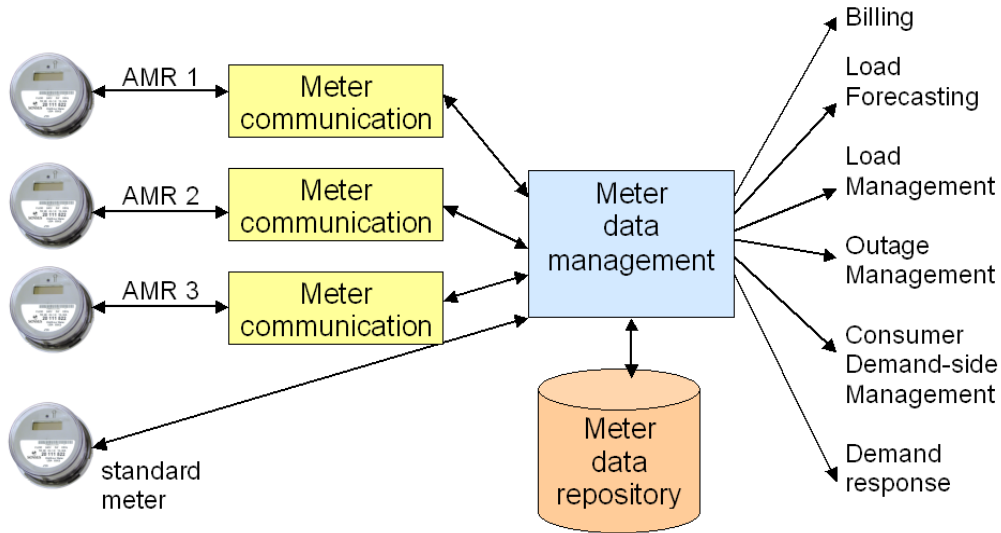 Billing
AMR 1
Meter
communication
Load
Forecasting
AMR 2
Meter
communication
Meter
data
management
Load
Management
AMR 3
Meter
communication
Outage
Management
Consumer
Demand-side
Management
Meter
data
repository
standard
meter
Demand
response